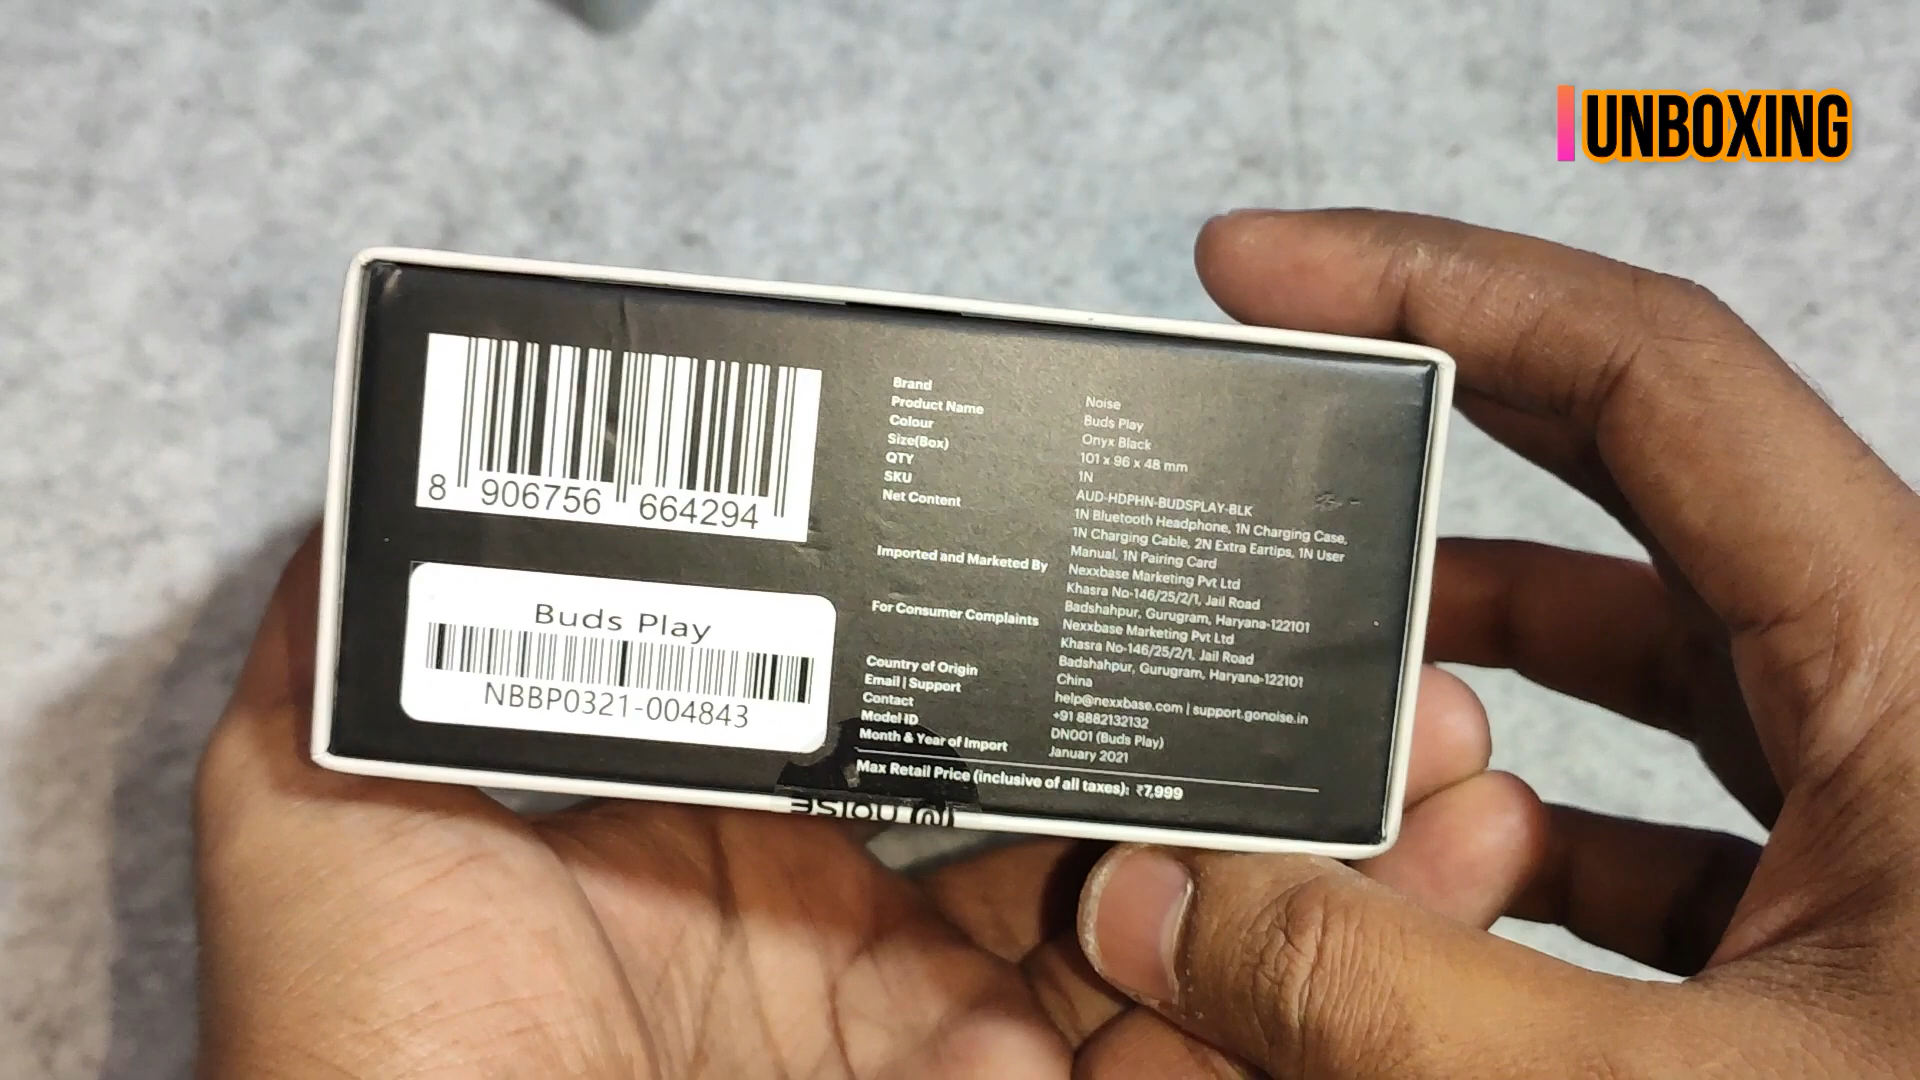 UNBOXING
8 906756 664294
Buds Play
NBBP0321-004843
Brand Noise
Product Name Buds Play
Colour Onyx Black
Size(Box) 101 x 96 x 48 mm
QTY 1N
SKU AUD-HDPHN-BUDSPLAY-BLK
Net Content 1N Bluetooth Headphone, 1N Charging Case,
1N Charging Cable, 2N Extra Eartips, 1N User
Manual, 1N Pairing Card
Imported and Marketed By Nexxbase Marketing Pvt Ltd
Khasra No-146/25/2/1, Jail Road
Badshahpur, Gurugram, Haryana-122101
For Consumer Complaints Nexxbase Marketing Pvt Ltd
Khasra No-146/25/2/1, Jail Road
Badshahpur, Gurugram, Haryana-122101
Country of Origin China
Email | Support help@nexxbase.com | support.gonoise.in
Contact +91 8882132132
Model ID DN001 (Buds Play)
Month & Year of Import January 2021
Max Retail Price (inclusive of all taxes): ₹7,999
noise